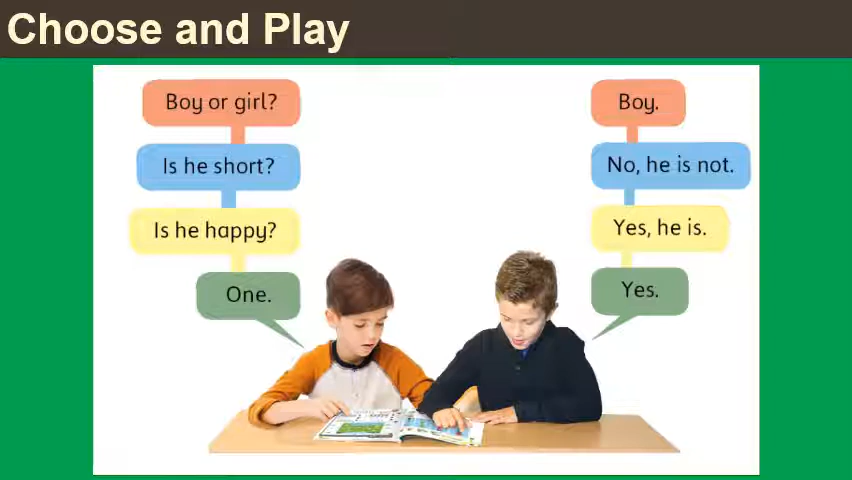 Choose and Play
Boy or girl?
Boy.
Is he short?
No, he is not.
Is he happy?
Yes, he is.
One.
Yes.